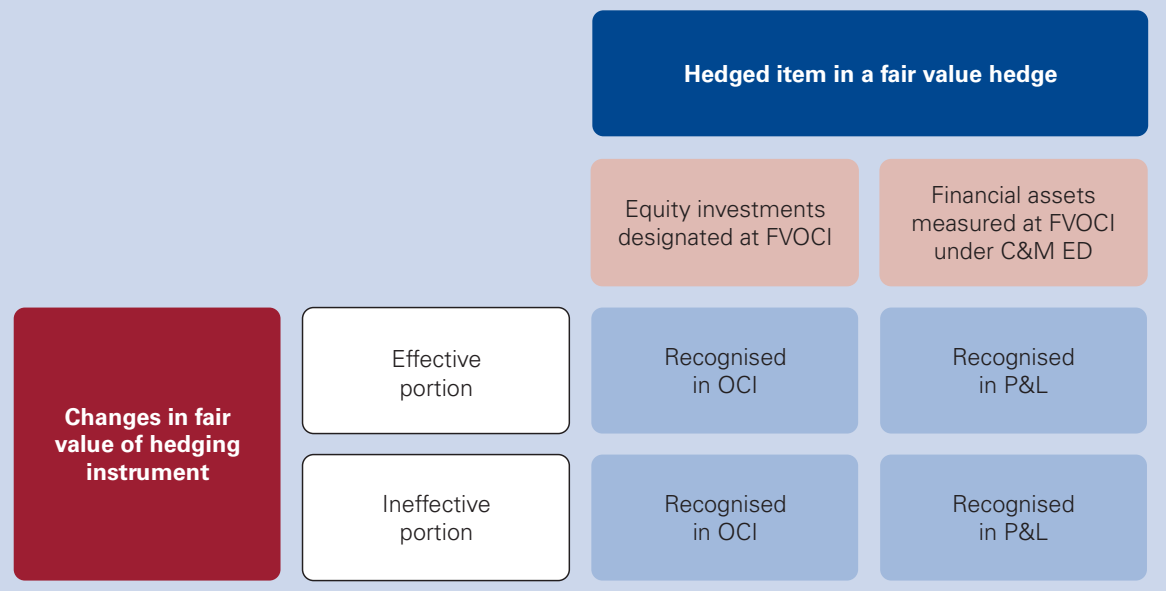 Hedged item in a fair value hedge
Equity investments
designated at FVOCI
Financial assets
measured at FVOCI
under C&M ED
Changes in fair
value of hedging
instrument
Effective
portion
Recognised
in OCI
Recognised
in P&L
Ineffective
portion
Recognised
in OCI
Recognised
in P&L